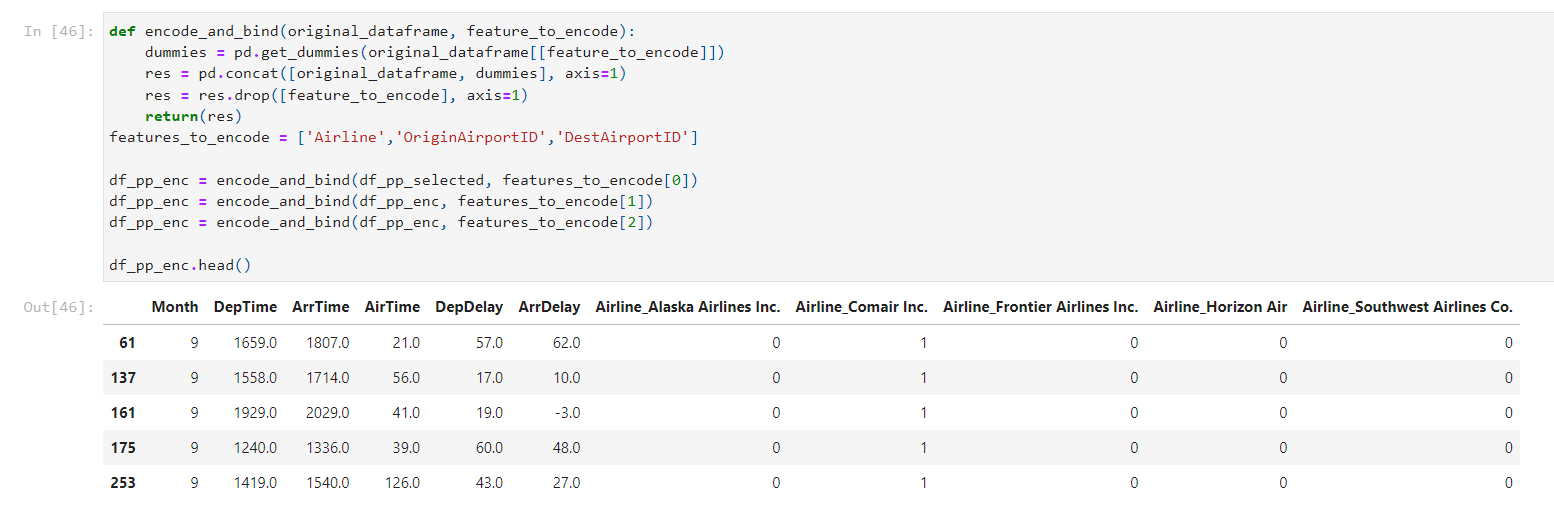 In [46]: def encode_and_bind(original_dataframe, feature_to_encode):
    dummies = pd.get_dummies(original_dataframe[[feature_to_encode]])
    res = pd.concat([original_dataframe, dummies], axis=1)
    res = res.drop([feature_to_encode], axis=1)
    return(res)
features_to_encode = ['Airline','OriginAirportID','DestAirportID']

df_pp_enc = encode_and_bind(df_pp_selected, features_to_encode[0])
df_pp_enc = encode_and_bind(df_pp_enc, features_to_encode[1])
df_pp_enc = encode_and_bind(df_pp_enc, features_to_encode[2])

df_pp_enc.head()
Out[46]: Month DepTime ArrTime AirTime DepDelay ArrDelay Airline_Alaska Airlines Inc. Airline_Comair Inc. Airline_Frontier Airlines Inc. Airline_Horizon Air Airline_Southwest Airlines Co.
61 9 1659.0 1807.0 21.0 57.0 62.0 0 1 0 0 0
137 9 1558.0 1714.0 56.0 17.0 10.0 0 1 0 0 0
161 9 1929.0 2029.0 41.0 19.0 -3.0 0 1 0 0 0
175 9 1240.0 1336.0 39.0 60.0 48.0 0 1 0 0 0
253 9 1419.0 1540.0 126.0 43.0 27.0 0 1 0 0 0